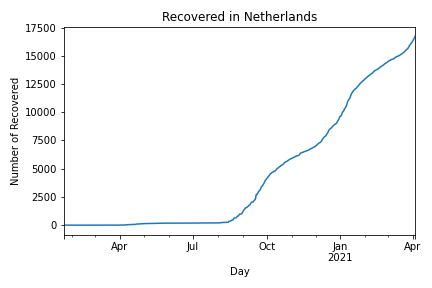 Recovered in Netherlands
17500
15000
12500
10000
7500
5000
2500
0
Number of Recovered
Apr
Jul
Oct
Jan
2021
Apr
Day